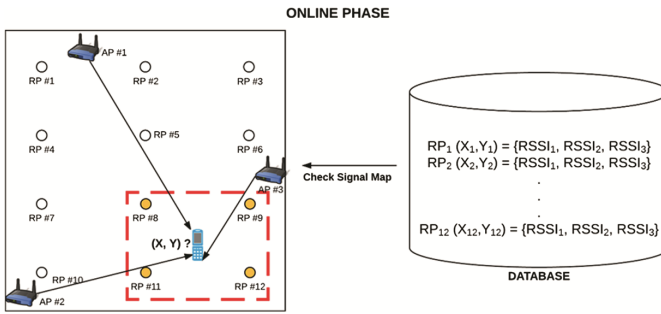 ONLINE PHASE
AP #1
RP #1
RP #2
RP #3
RP #4
RP #5
RP #6
AP #3
RP #7
RP #8
RP #9
(X, Y) ?
RP #10
RP #11
RP #12
AP #2
Check Signal Map
RP1 (X1,Y1) = {RSSI1, RSSI2, RSSI3}
RP2 (X2,Y2) = {RSSI1, RSSI2, RSSI3}
.
.
.
RP12 (X12,Y12) = {RSSI1, RSSI2, RSSI3}
DATABASE